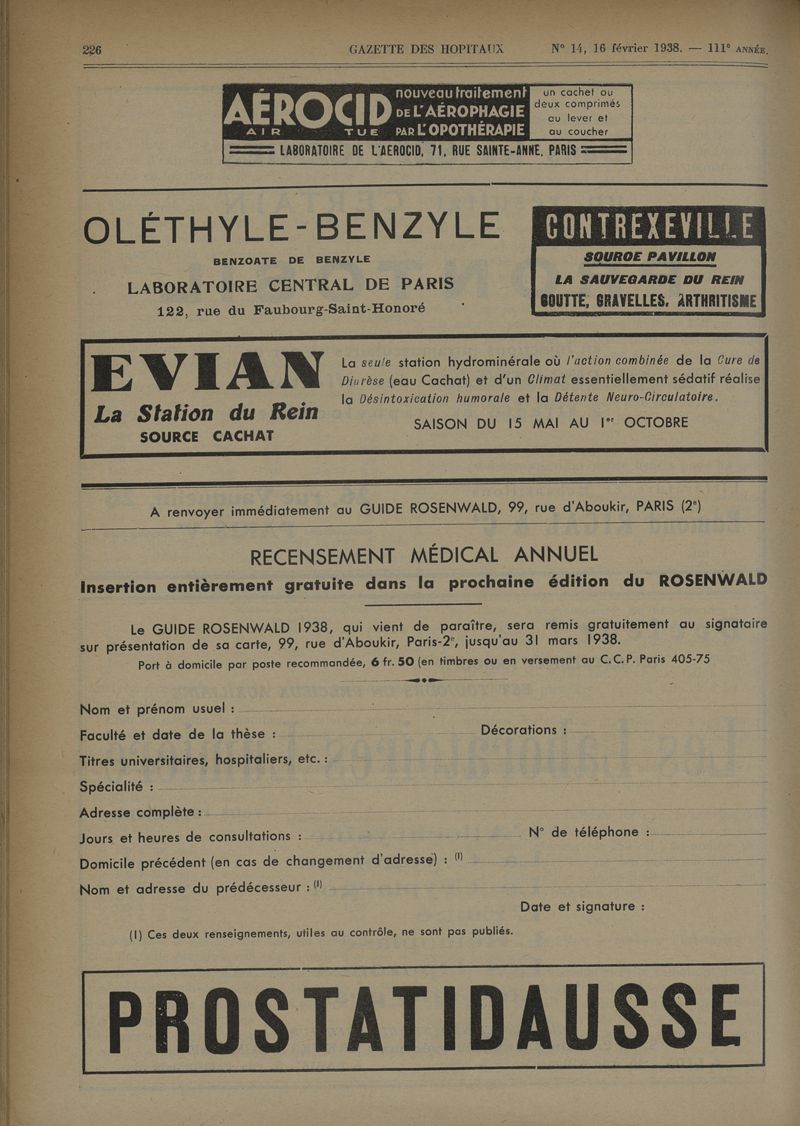 226
GAZETTE DES HOPITAUX
N° 14, 16 février 1938. — 111e ANNÉE.
AÉROCID
AIR TUE
nouveau traitement
DE L'AÉROPHAGIE
PAR L'OPOTHÉRAPIE
un cachet ou
deux comprimés
au lever et
au coucher
LABORATOIRE DE L'AEROCID, 71, RUE SAINTE-ANNE, PARIS
OLÉTHYLE-BENZYLE
BENZOATE DE BENZYLE
LABORATOIRE CENTRAL DE PARIS
122, rue du Faubourg-Saint-Honoré
CONTREXEVILLE
SOURCE PAVILLON
LA SAUVEGARDE DU REIN
GOUTTE, GRAVELLES, ARTHRITISME
EVIAN
La Station du Rein
SOURCE CACHAT
La seule station hydrominérale où l'action combinée de la Cure de
Diurèse (eau Cachat) et d'un Climat essentiellement sédatif réalise
la Désintoxication humorale et la Détente Neuro-Circulatoire.
SAISON DU 15 MAI AU 1er OCTOBRE
A renvoyer immédiatement au GUIDE ROSENWALD, 99, rue d'Aboukir, PARIS (2e)
RECENSEMENT MÉDICAL ANNUEL
Insertion entièrement gratuite dans la prochaine édition du ROSENWALD
Le GUIDE ROSENWALD 1938, qui vient de paraître, sera remis gratuitement au signataire
sur présentation de sa carte, 99, rue d'Aboukir, Paris-2e, jusqu'au 31 mars 1938.
Port à domicile par poste recommandée, 6 fr. 50 (en timbres ou en versement au C.C.P. Paris 405-75
Nom et prénom usuel :
Faculté et date de la thèse : Décorations :
Titres universitaires, hospitaliers, etc. :
Spécialité :
Adresse complète :
Jours et heures de consultations : N° de téléphone :
Domicile précédent (en cas de changement d'adresse) : (1)
Nom et adresse du prédécesseur : (1)
Date et signature :
(1) Ces deux renseignements, utiles au contrôle, ne sont pas publiés.
PROSTATIDAUSSE